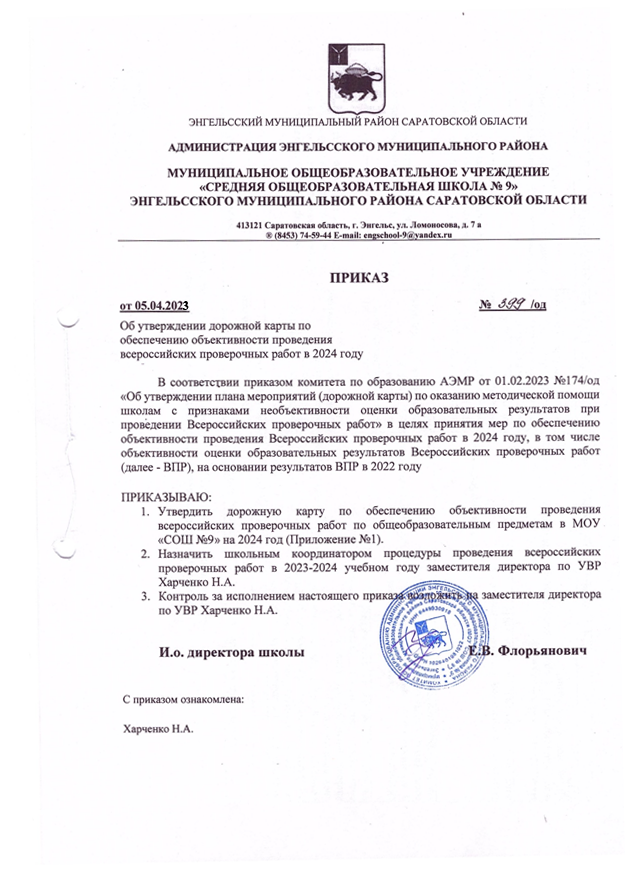 ЭНГЕЛЬССКИЙ МУНИЦИПАЛЬНЫЙ РАЙОН САРАТОВСКОЙ ОБЛАСТИ
АДМИНИСТРАЦИЯ ЭНГЕЛЬССКОГО МУНИЦИПАЛЬНОГО РАЙОНА
МУНИЦИПАЛЬНОЕ ОБЩЕОБРАЗОВАТЕЛЬНОЕ УЧРЕЖДЕНИЕ
«СРЕДНЯЯ ОБЩЕОБРАЗОВАТЕЛЬНАЯ ШКОЛА № 9»
ЭНГЕЛЬССКОГО МУНИЦИПАЛЬНОГО РАЙОНА САРАТОВСКОЙ ОБЛАСТИ
413121 Саратовская область, г. Энгельс, ул. Ломоносова, д. 7 а
® (8453) 74-59-44 E-mail: engschool-9@yandex.ru
ПРИКАЗ
от 05.04.2023 № 399 /од
Об утверждении дорожной карты по
обеспечению объективности проведения
всероссийских проверочных работ в 2024 году
В соответствии приказом комитета по образованию АЭМР от 01.02.2023 №174/од
«Об утверждении плана мероприятий (дорожной карты) по оказанию методической помощи
школам с признаками необъективности оценки образовательных результатов при
проведении Всероссийских проверочных работ» в целях принятия мер по обеспечению
объективности проведения Всероссийских проверочных работ в 2024 году, в том числе
объективности оценки образовательных результатов Всероссийских проверочных работ
(далее - ВПР), на основании результатов ВПР в 2022 году
ПРИКАЗЫВАЮ:
1. Утвердить дорожную карту по обеспечению объективности проведения
всероссийских проверочных работ по общеобразовательным предметам в МОУ
«СОШ №9» на 2024 год (Приложение №1).
2. Назначить школьным координатором процедуры проведения всероссийских
проверочных работ в 2023-2024 учебном году заместителя директора по УВР
Харченко Н.А.
3. Контроль за исполнением настоящего приказа возложить на заместителя директора
по УВР Харченко Н.А.
И.о. директора школы Е.В. Флорьянович
С приказом ознакомлена:
Харченко Н.А.